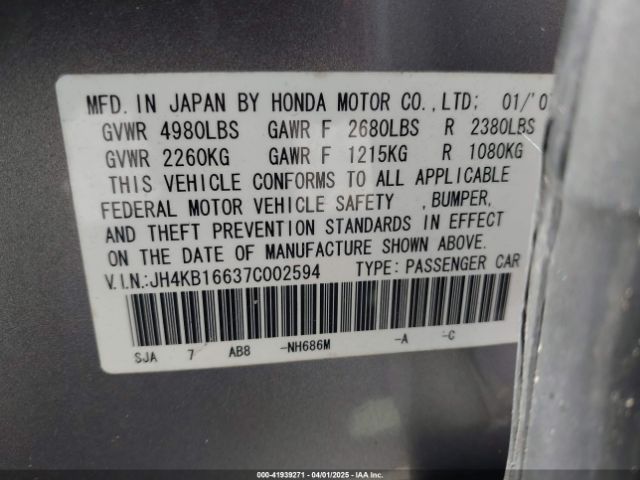 MFD. IN JAPAN BY HONDA MOTOR CO., LTD; 01/'07
GVWR 4980LBS GAWR F 2680LBS R 2380LBS
GVWR 2260KG GAWR F 1215KG R 1080KG
THIS VEHICLE CONFORMS TO ALL APPLICABLE
FEDERAL MOTOR VEHICLE SAFETY , BUMPER,
AND THEFT PREVENTION STANDARDS IN EFFECT
ON THE DATE OF MANUFACTURE SHOWN ABOVE.
V.I.N.:JH4KB16637C002594 TYPE: PASSENGER CAR
SJA 7 AB8 -NH686M -A -C
000-41939271 - 04/01/2025 - IAA Inc.